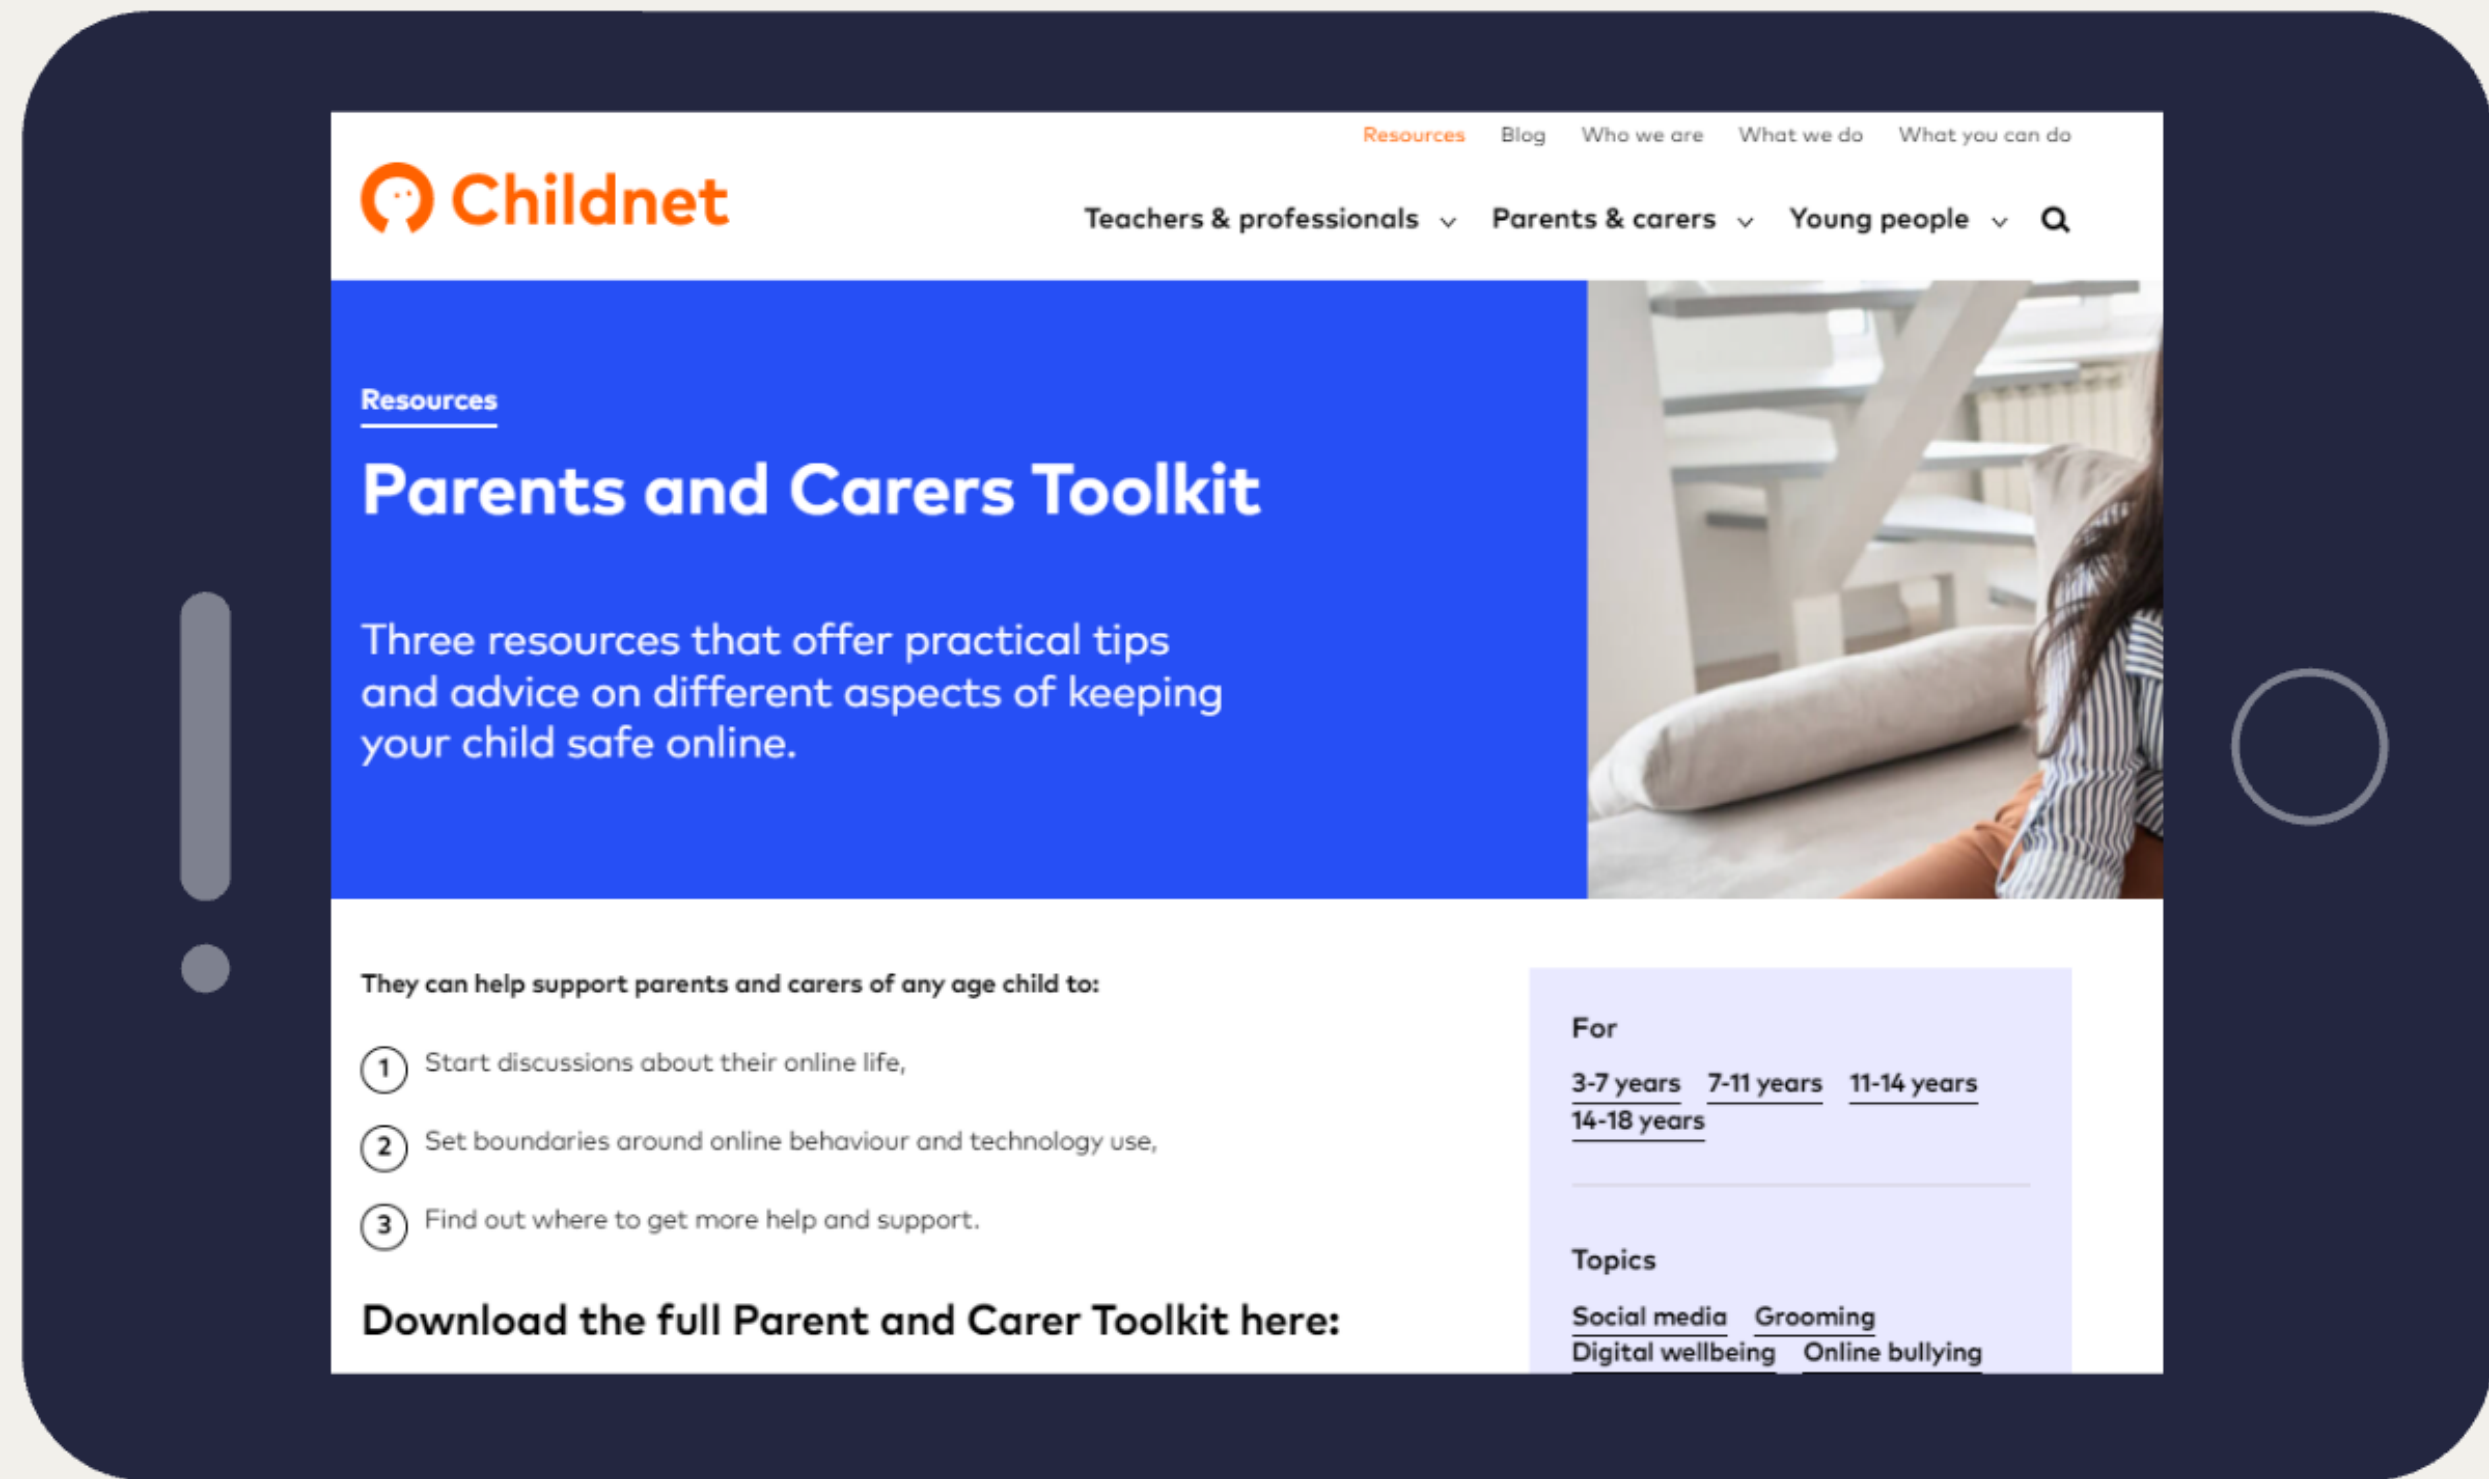 Resources Blog Who we are What we do What you can do
Childnet
Teachers & professionals Parents & carers Young people
Resources
Parents and Carers Toolkit
Three resources that offer practical tips
and advice on different aspects of keeping
your child safe online.
They can help support parents and carers of any age child to:
1 Start discussions about their online life,
2 Set boundaries around online behaviour and technology use,
3 Find out where to get more help and support.
Download the full Parent and Carer Toolkit here:
For
3-7 years 7-11 years 11-14 years
14-18 years
Topics
Social media Grooming
Digital wellbeing Online bullying